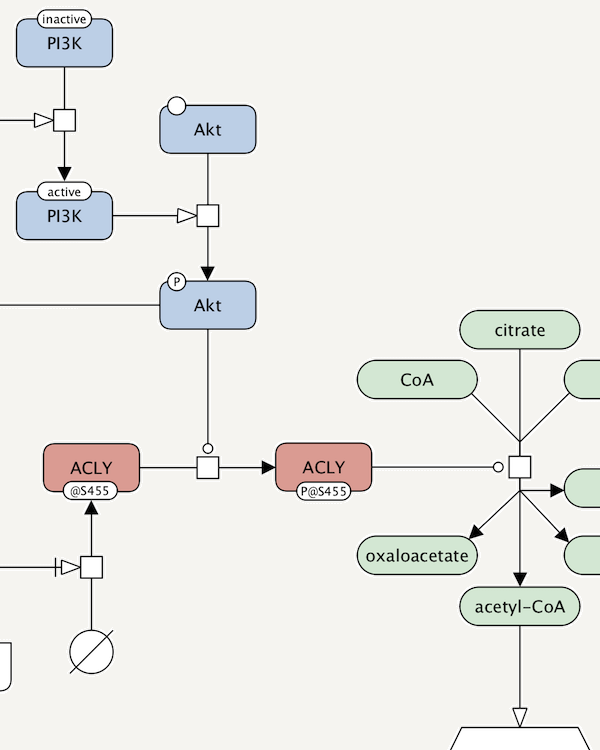 inactive
PI3K
Akt
active
PI3K
P
Akt
citrate
CoA
ACLY
@S455
ACLY
P@S455
oxaloacetate
acetyl-CoA